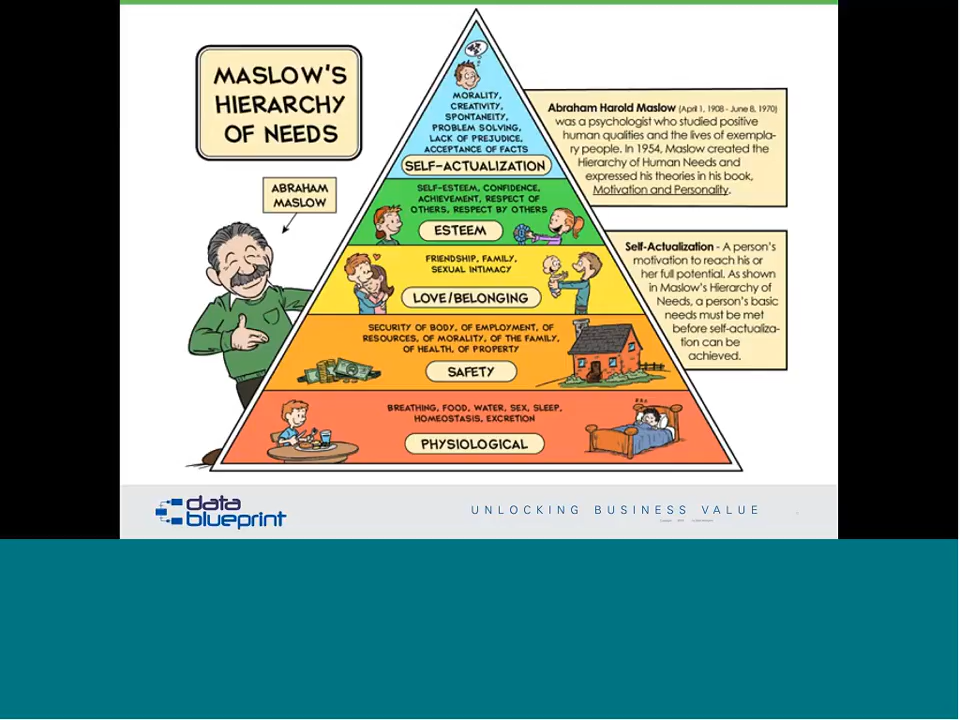 MASLOW'S
HIERARCHY
OF NEEDS
ABRAHAM
MASLOW
MORALITY,
CREATIVITY,
SPONTANEITY,
PROBLEM SOLVING,
LACK OF PREJUDICE,
ACCEPTANCE OF FACTS
SELF-ACTUALIZATION
SELF-ESTEEM, CONFIDENCE,
ACHIEVEMENT, RESPECT OF
OTHERS, RESPECT BY OTHERS
ESTEEM
FRIENDSHIP, FAMILY,
SEXUAL INTIMACY
LOVE/BELONGING
SECURITY OF BODY, OF EMPLOYMENT, OF
RESOURCES, OF MORALITY, OF THE FAMILY,
OF HEALTH, OF PROPERTY
SAFETY
BREATHING, FOOD, WATER, SEX, SLEEP,
HOMEOSTASIS, EXCRETION
PHYSIOLOGICAL
Abraham Harold Maslow (April 1, 1908 - June 8, 1970)
was a psychologist who studied positive
human qualities and the lives of exempla-
ry people. In 1954, Maslow created the
Hierarchy of Human Needs and
expressed his theories in his book,
Motivation and Personality.
Self-Actualization - A person's
motivation to reach his or
her full potential. As shown
in Maslow's Hierarchy of
Needs, a person's basic
needs must be met
before self-actualiza-
tion can be
achieved.
data
blueprint
UNLOCKING BUSINESS VALUE